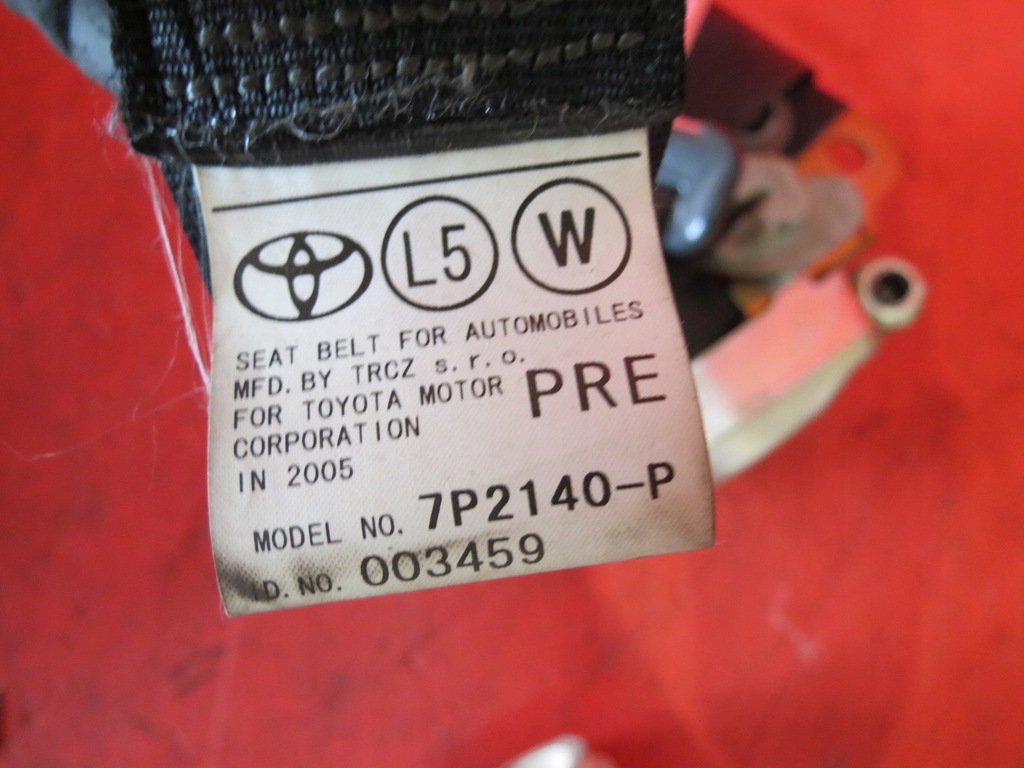 L5 W
SEAT BELT FOR AUTOMOBILES
MFD. BY TRCZ s.r.o.
FOR TOYOTA MOTOR PRE
CORPORATION
IN 2005
MODEL NO. 7P2140-P
ID. NO. 003459